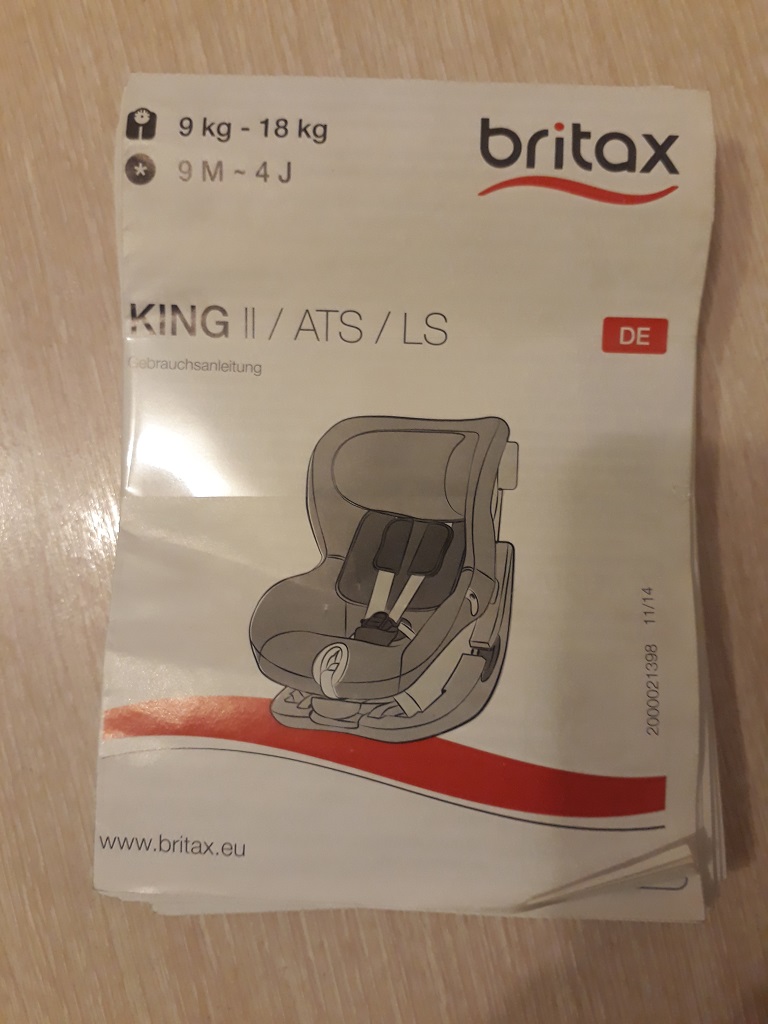 9 kg - 18 kg
9 M ~ 4 J
britax
KING II / ATS / LS
DE
Gebrauchsanleitung
2000021398 11/14
www.britax.eu